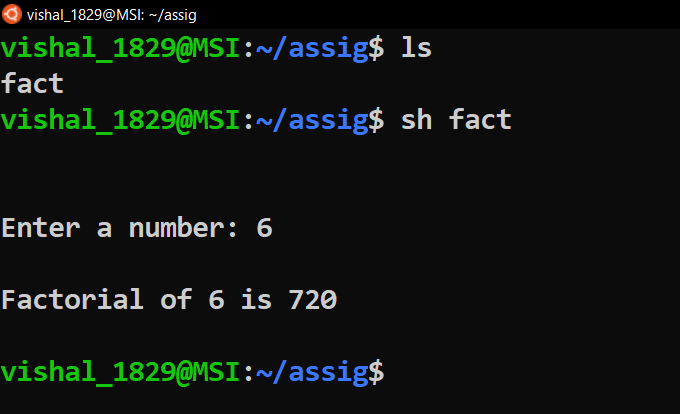 vishal_1829@MSI: ~/assig
vishal_1829@MSI:~/assig$ ls
fact
vishal_1829@MSI:~/assig$ sh fact
Enter a number: 6
Factorial of 6 is 720
vishal_1829@MSI:~/assig$